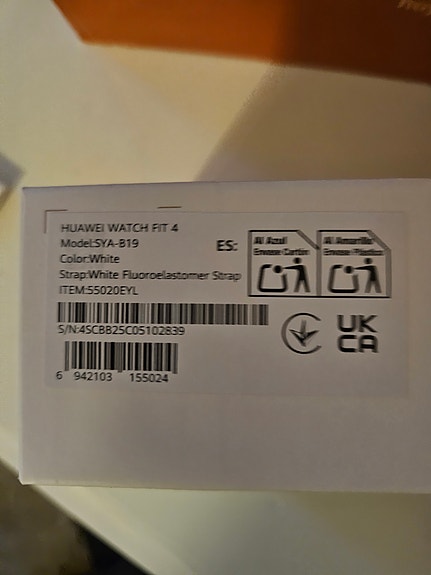 HUAWEI WATCH FIT 4
Model:SYA-B19
Color:White
Strap:White Fluoroelastomer Strap
ITEM:55020EYL
S/N:4SCBB25C05102839
6 942103 155024
ES:
Al Azul
Envase Cartón
Al Amarillo
Envase Plástico
UK
CA